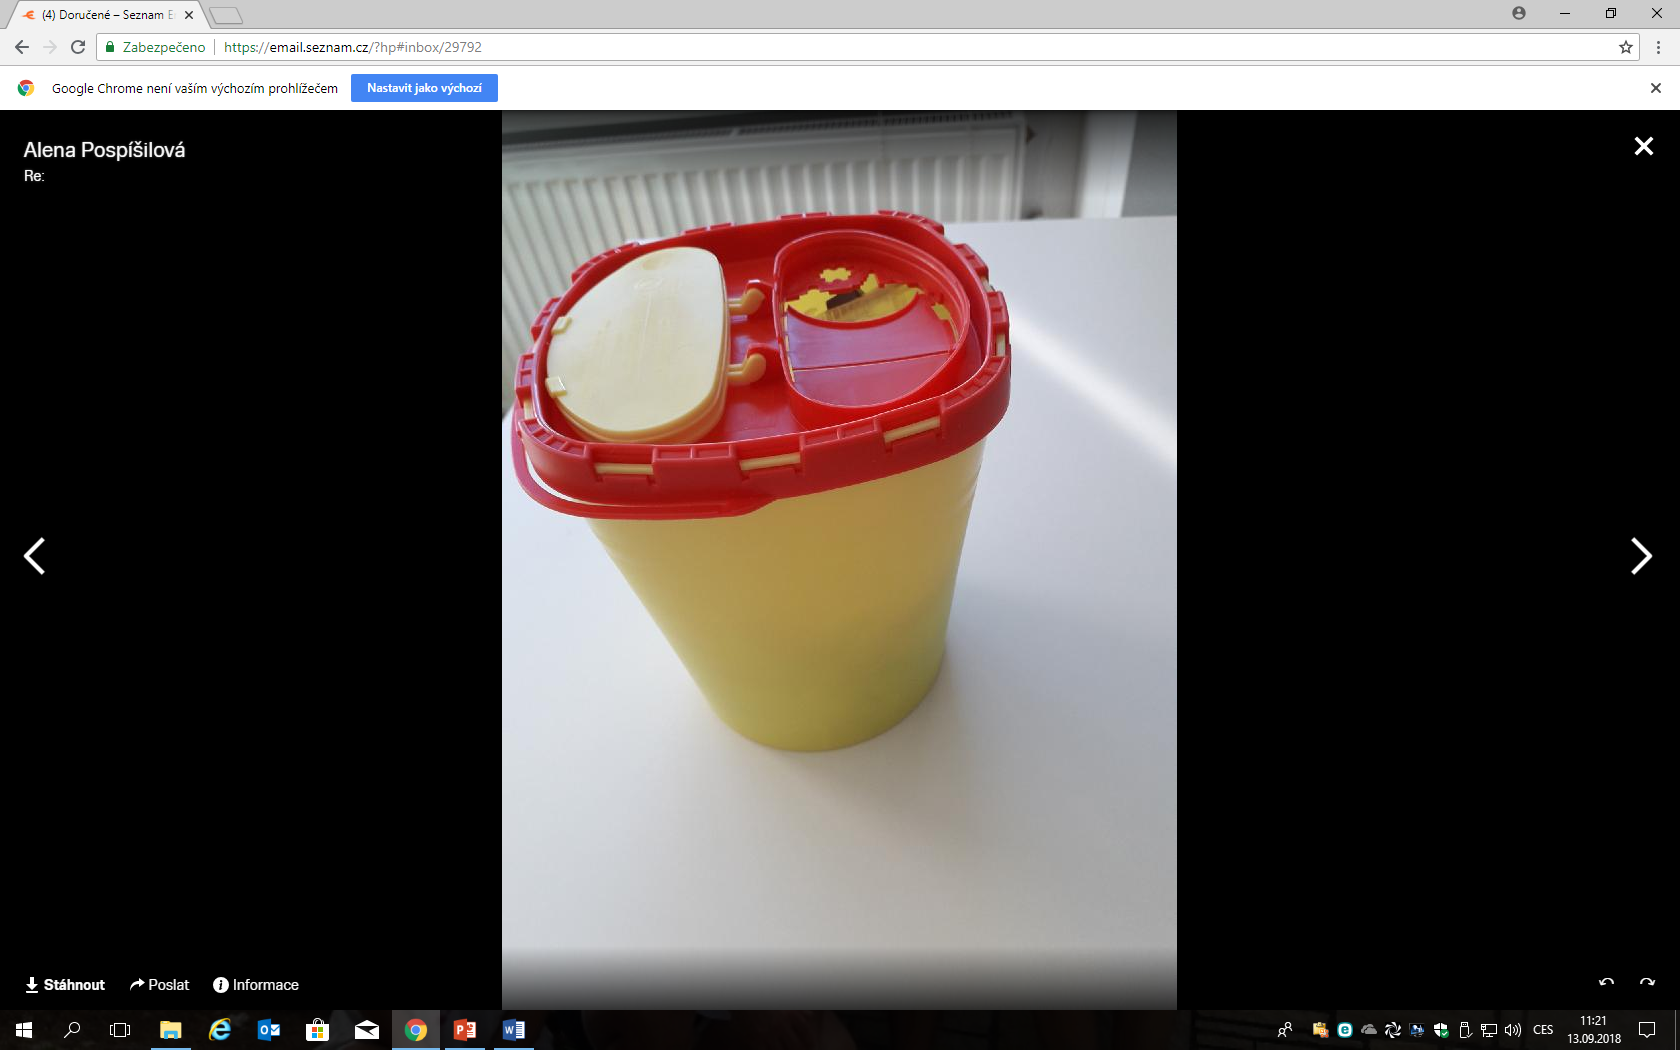 (4) Doručené – Seznam E
Zabezpečeno
https://email.seznam.cz/?hp#inbox/29792
Google Chrome není vaším výchozím prohlížečem
Nastavit jako výchozí
Alena Pospíšilová
Re:
Stáhnout
Poslat
Informace
CES
11:21
13.09.2018